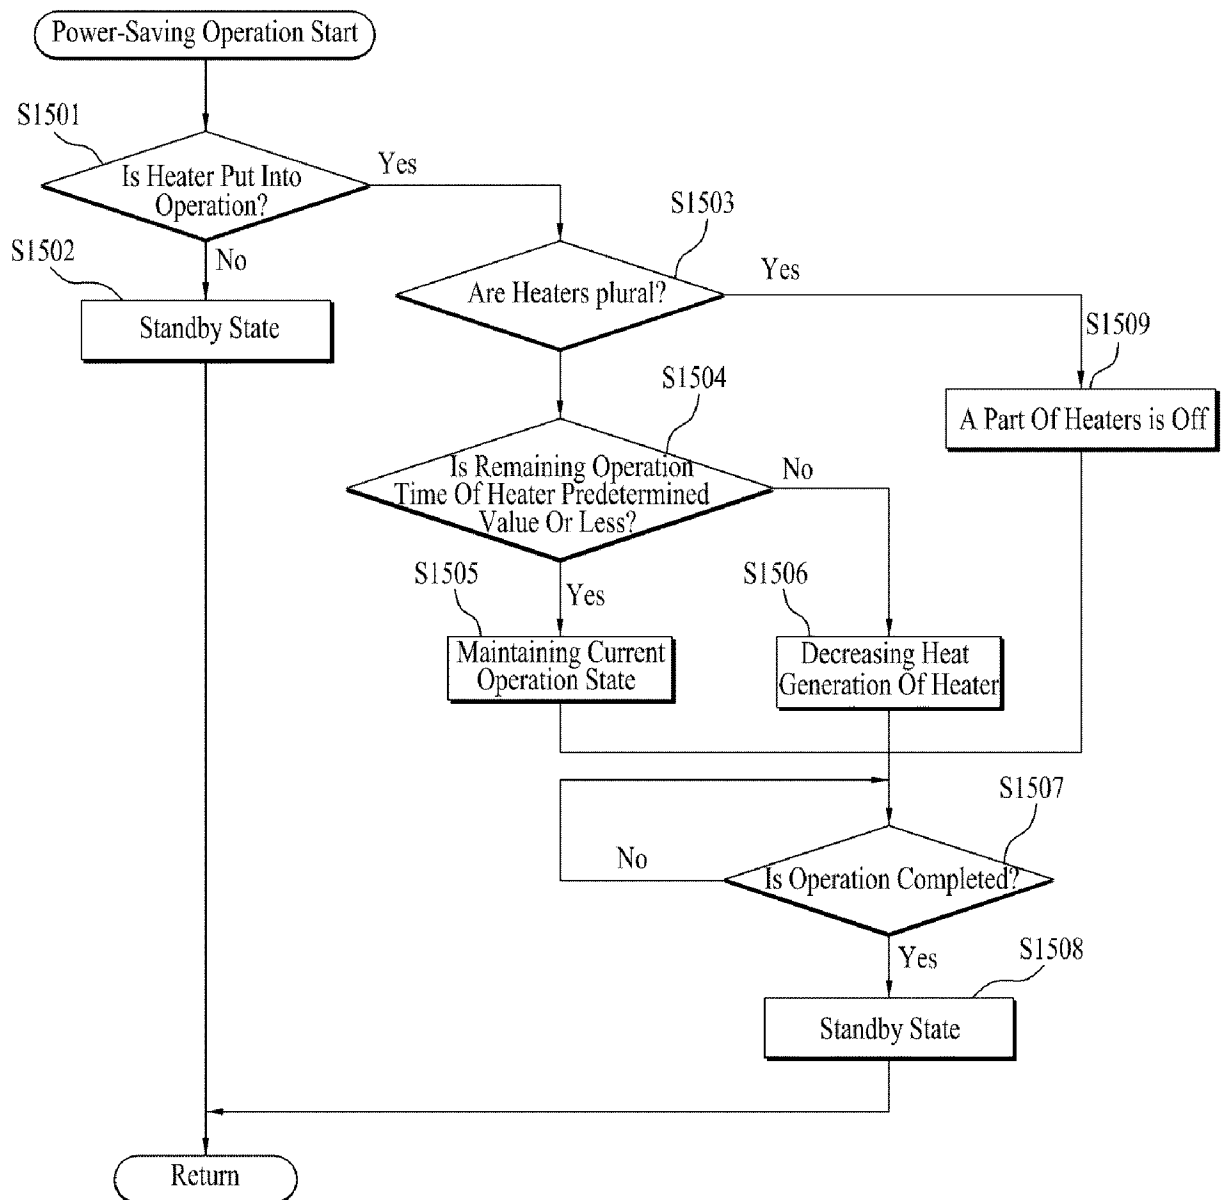 Power-Saving Operation Start
S1501
Is Heater Put Into
Operation?
Yes
No
S1502
Standby State
S1503
Are Heaters plural?
Yes
S1509
A Part Of Heaters is Off
S1504
Is Remaining Operation
Time Of Heater Predetermined
Value Or Less?
No
Yes
S1505
Maintaining Current
Operation State
S1506
Decreasing Heat
Generation Of Heater
S1507
Is Operation Completed?
No
Yes
S1508
Standby State
Return